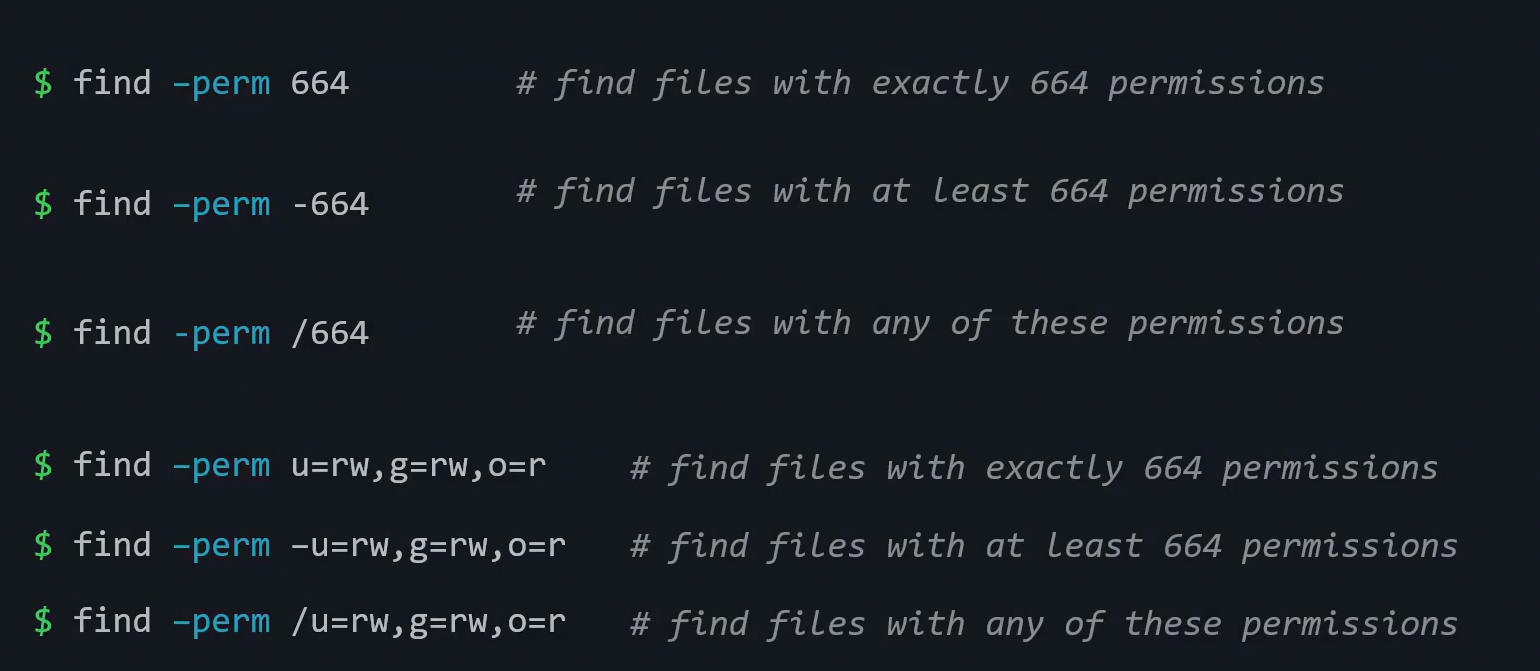 $ find –perm 664 # find files with exactly 664 permissions
$ find –perm -664 # find files with at least 664 permissions
$ find -perm /664 # find files with any of these permissions
$ find –perm u=rw,g=rw,o=r # find files with exactly 664 permissions
$ find –perm –u=rw,g=rw,o=r # find files with at least 664 permissions
$ find –perm /u=rw,g=rw,o=r # find files with any of these permissions